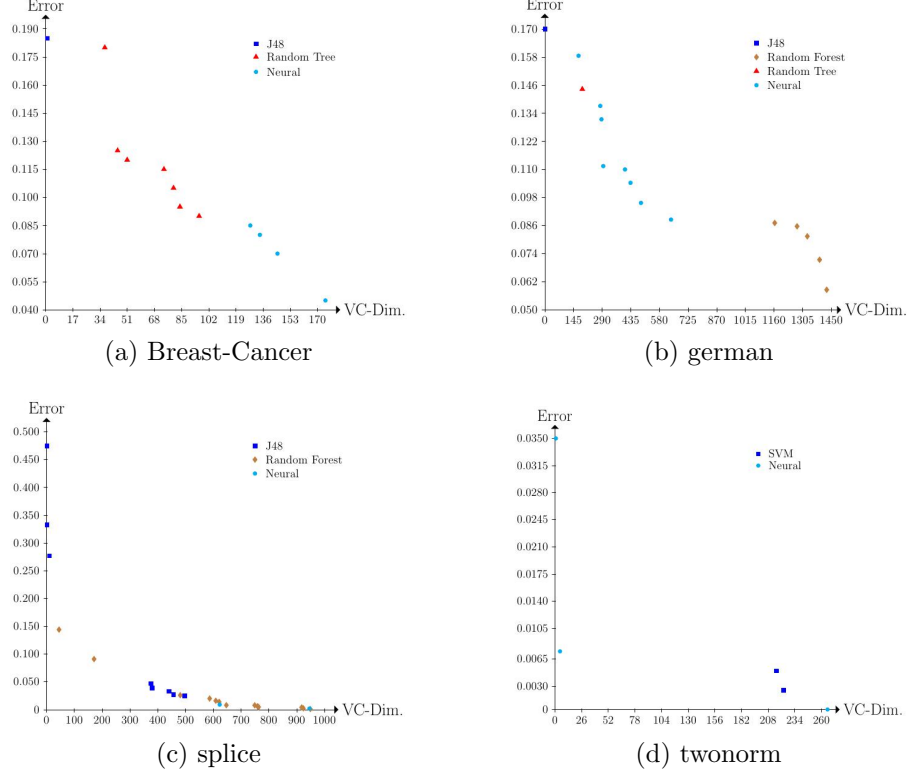 Error
0.190
0.175
0.160
0.145
0.130
0.115
0.100
0.085
0.070
0.055
0.040
J48
Random Tree
Neural
0 17 34 51 68 85 102 119 136 153 170
VC-Dim.
(a) Breast-Cancer
Error
0.170
0.158
0.146
0.134
0.122
0.110
0.098
0.086
0.074
0.062
0.050
J48
Random Forest
Random Tree
Neural
0 145 290 435 580 725 870 1015 1160 1305 1450
VC-Dim.
(b) german
Error
0.500
0.450
0.400
0.350
0.300
0.250
0.200
0.150
0.100
0.050
0
J48
Random Forest
Neural
0 100 200 300 400 500 600 700 800 900 1000
VC-Dim.
(c) splice
Error
0.0350
0.0315
0.0280
0.0245
0.0210
0.0175
0.0140
0.0105
0.0065
0.0030
0
SVM
Neural
0 26 52 78 104 130 156 182 208 234 260
VC-Dim.
(d) twonorm